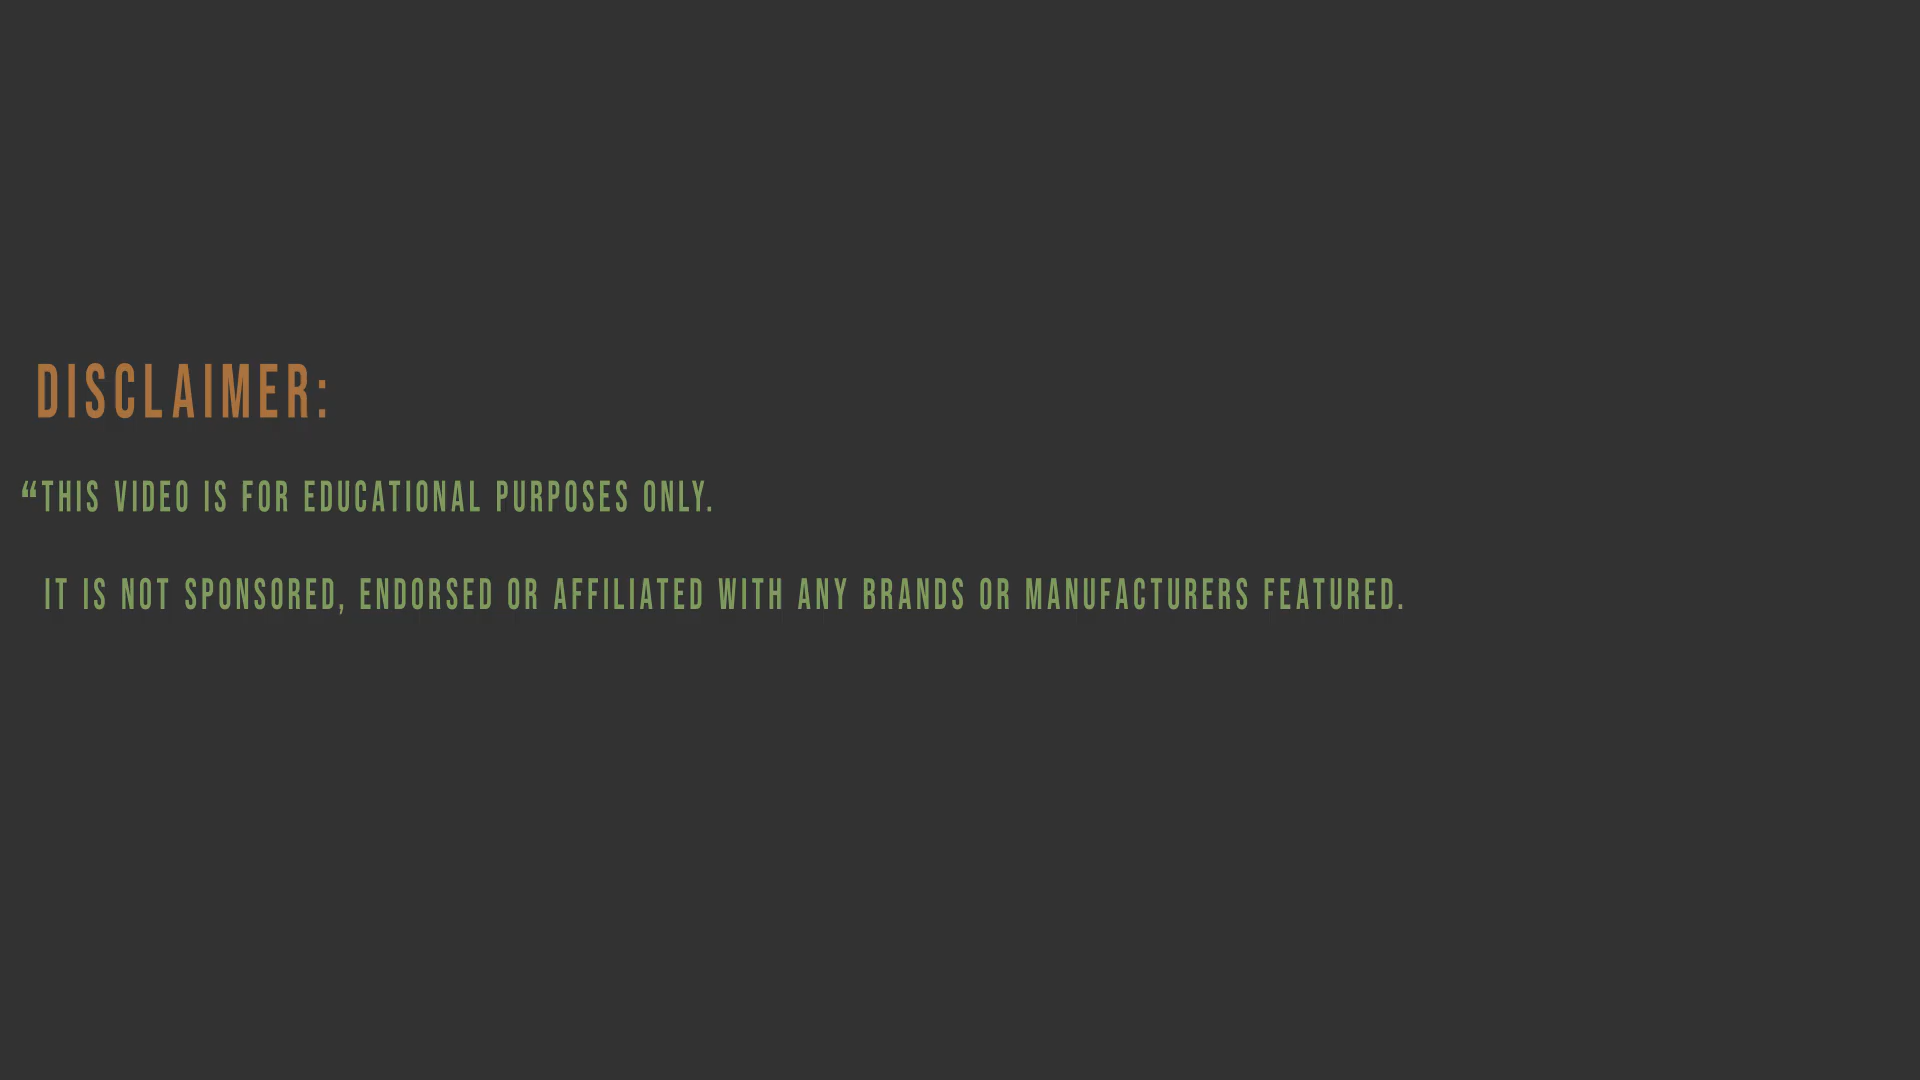 DISCLAIMER:
“THIS VIDEO IS FOR EDUCATIONAL PURPOSES ONLY.
IT IS NOT SPONSORED, ENDORSED OR AFFILIATED WITH ANY BRANDS OR MANUFACTURERS FEATURED.